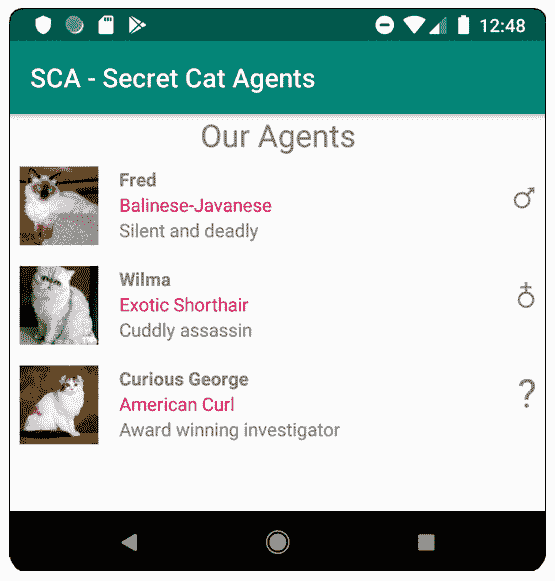 12:48
SCA - Secret Cat Agents
Our Agents
Fred
Balinese-Javanese
Silent and deadly
♂
Wilma
Exotic Shorthair
Cuddly assassin
♁
Curious George
American Curl
Award winning investigator
?